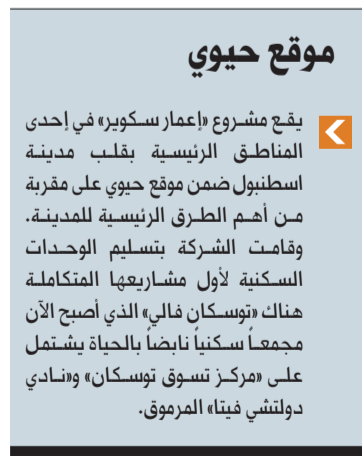 موقع حيوي
يقع مشروع «إعمار سكوير» في إحدى
المناطق الرئيسية بقلب مدينة
اسطنبول ضمن موقع حيوي على مقربة
من أهم الطرق الرئيسية للمدينة.
وقامت الشركة بتسليم الوحدات
السكنية لأول مشاريعها المتكاملة
هناك «توسكان فالي» الذي أصبح الآن
مجمعاً سكنياً نابضاً بالحياة يشتمل
على «مركز تسوق توسكان» و«نادي
دولتشي فيتا» المرموق.